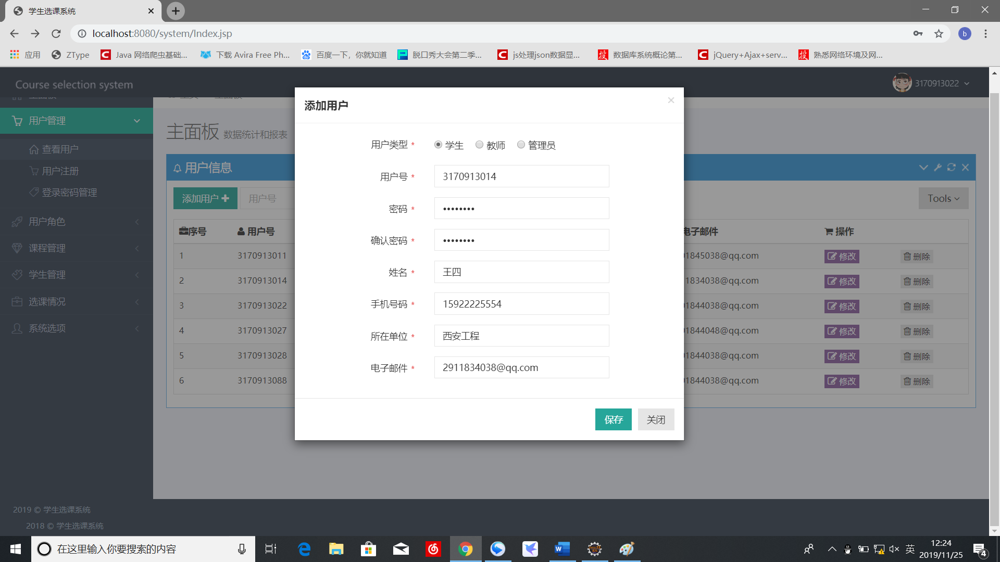 学生选课系统
localhost:8080/system/Index.jsp
b
应用
ZType
Java 网络爬虫基础...
下载 Avira Free Ph...
百度一下，你就知道
脱口秀大会第二季...
js处理json数据显...
数据库系统概论第...
jQuery+Ajax+serv...
熟悉网络环境及网...
Course selection system
3170913022
用户管理
查看用户
用户注册
登录密码管理
用户角色
课程管理
学生管理
选课情况
系统选项
主面板 数据统计和报表
用户信息
添加用户
用户号
Tools
序号 用户号 电子邮件 操作
1 3170913011 01845038@qq.com 修改 删除
2 3170913014 1834038@qq.com 修改 删除
3 3170913022 01844038@qq.com 修改 删除
4 3170913027 01844048@qq.com 修改 删除
5 3170913028 01844038@qq.com 修改 删除
6 3170913088 01844038@qq.com 修改 删除
添加用户 ×
用户类型 * 学生 教师 管理员
用户号 * 3170913014
密码 * ••••••••
确认密码 * ••••••••
姓名 * 王四
手机号码 * 15922225554
所在单位 * 西安工程
电子邮件 * 2911834038@qq.com
保存 关闭
2019 © 学生选课系统
2018 © 学生选课系统
在这里输入你要搜索的内容
英
12:24
2019/11/25
4